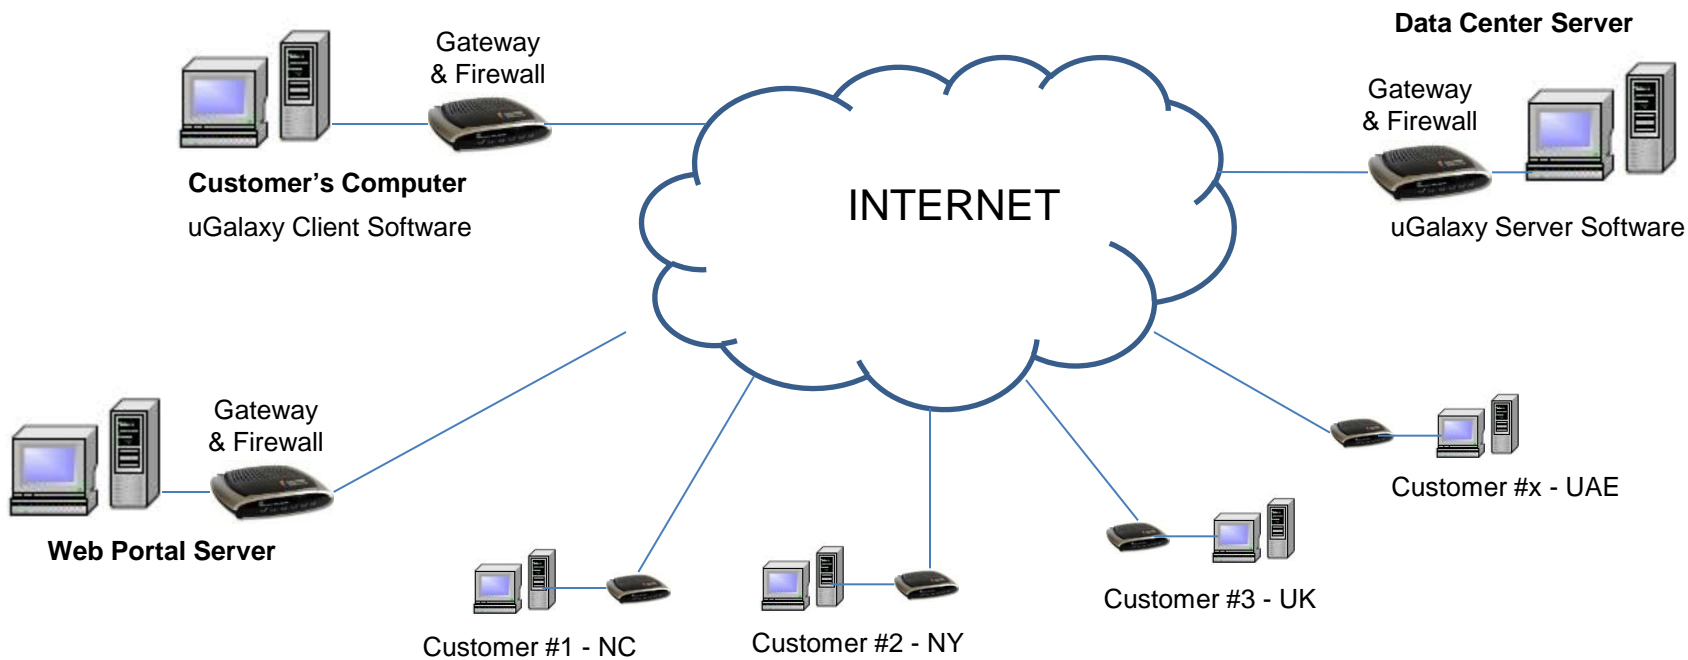 Data Center Server
Gateway
& Firewall
Gateway
& Firewall
INTERNET
Customer’s Computer
uGalaxy Client Software
uGalaxy Server Software
Gateway
& Firewall
Web Portal Server
Customer #x - UAE
Customer #3 - UK
Customer #2 - NY
Customer #1 - NC